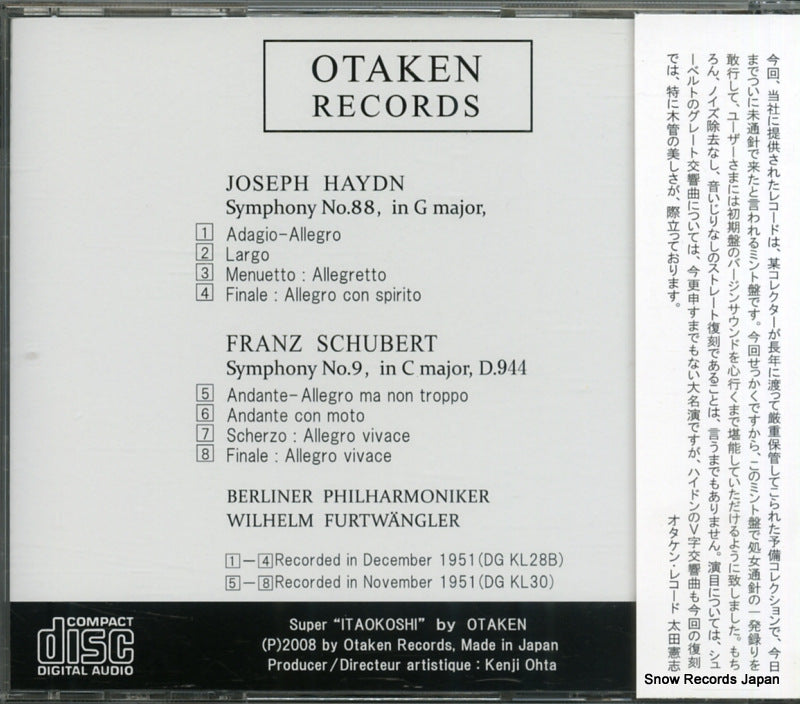 OTAKEN
RECORDS
JOSEPH HAYDN
Symphony No.88, in G major,
1 Adagio-Allegro
2 Largo
3 Menuetto : Allegretto
4 Finale : Allegro con spirito
FRANZ SCHUBERT
Symphony No.9, in C major, D.944
5 Andante-Allegro ma non troppo
6 Andante con moto
7 Scherzo : Allegro vivace
8 Finale : Allegro vivace
BERLINER PHILHARMONIKER
WILHELM FURTWÄNGLER
1-4 Recorded in December 1951(DG KL28B)
5-8 Recorded in November 1951(DG KL30)
COMPACT
disc
DIGITAL AUDIO
Super "ITAOKOSHI" by OTAKEN
(P)2008 by Otaken Records, Made in Japan
Producer/Directeur artistique : Kenji Ohta
今回、当社に提供されたレコードは、某コレクターが長年に渡って厳重保管してこられた予備コレクションで、今日
までついに未通針で来たと言われるミント盤です。今回せっかくですから、このミント盤で処女通針の一発録りを
敢行して、ユーザーさまには初期盤のバージンサウンドを心行くまで堪能していただけるように致しました。もち
ろん、ノイズ除去なし、音いじりなしのストレート復刻であることは、言うまでもありません。演目については、シュ
ーベルトのグレート交響曲については、今更申すまでもない大名演ですが、ハイドンのV字交響曲も今回の復刻
では、特に木管の美しさが、際立っております。
オタケン・レコード 太田憲志
Snow Records Japan